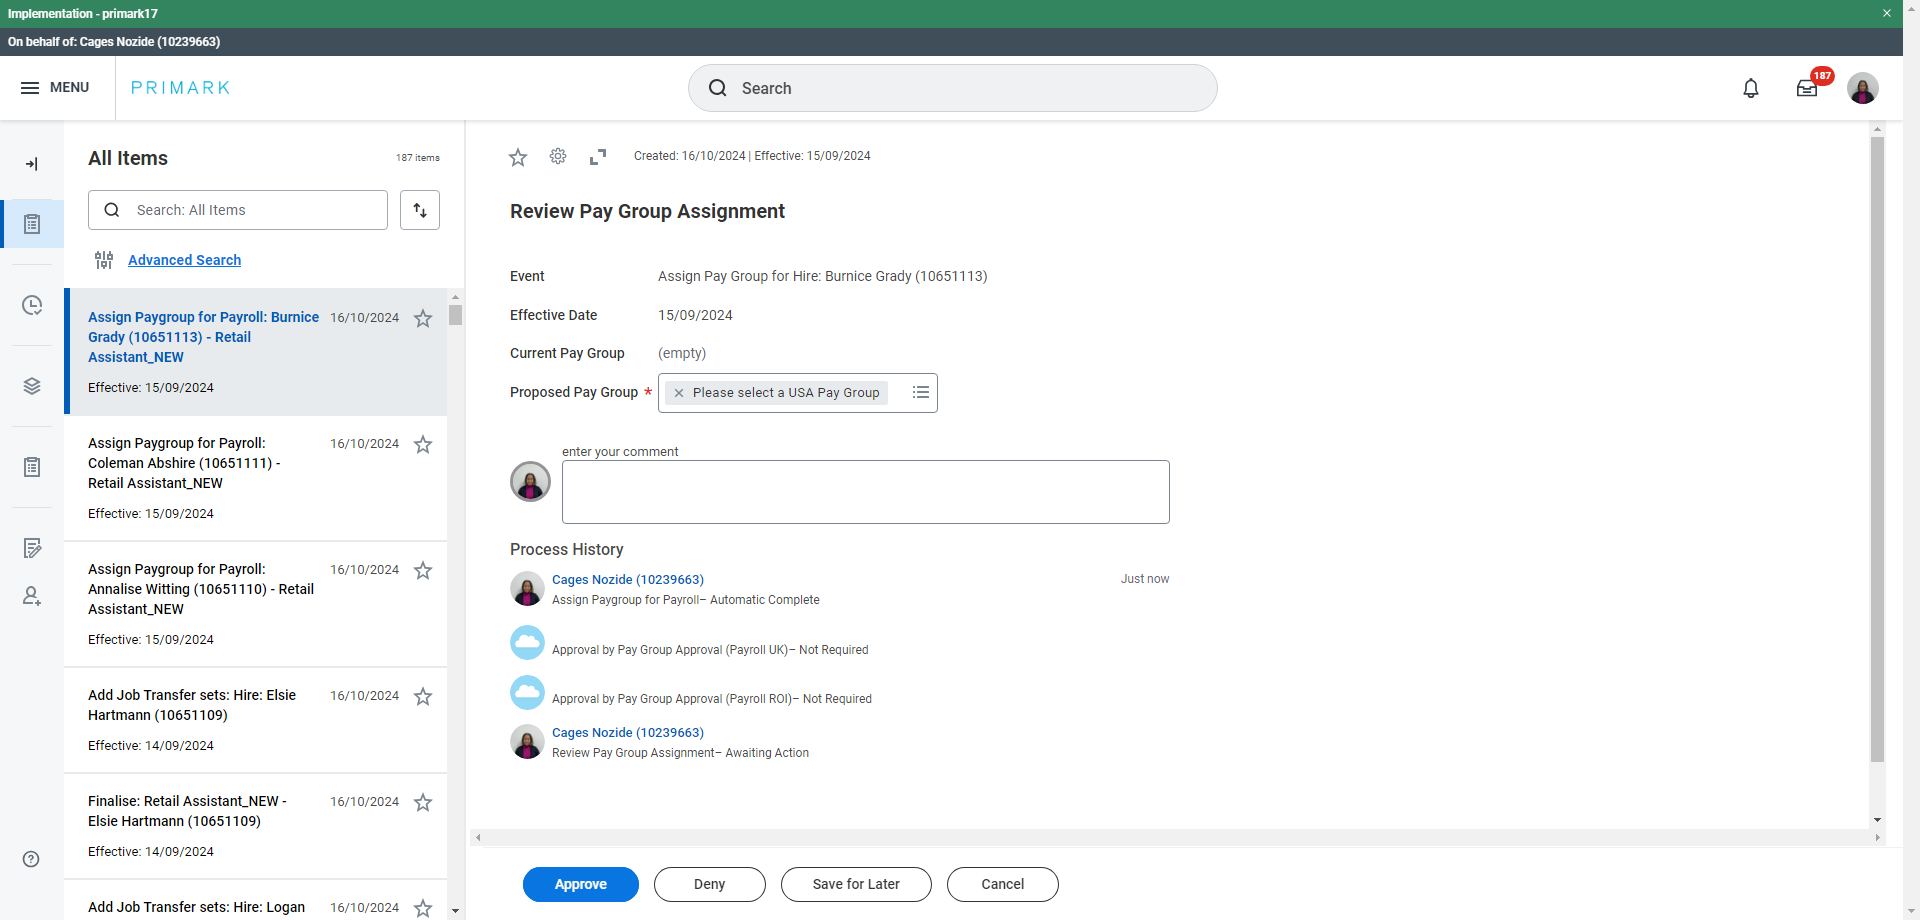 Implementation - primark17
On behalf of: Cages Nozide (10239663)
MENU
PRIMARK
Search
187
All Items
187 items
Search: All Items
Advanced Search
Assign Paygroup for Payroll: Burnice
Grady (10651113) - Retail
Assistant_NEW
16/10/2024
Effective: 15/09/2024
Assign Paygroup for Payroll:
Coleman Abshire (10651111) -
Retail Assistant_NEW
16/10/2024
Effective: 15/09/2024
Assign Paygroup for Payroll:
Annalise Witting (10651110) - Retail
Assistant_NEW
16/10/2024
Effective: 15/09/2024
Add Job Transfer sets: Hire: Elsie
Hartmann (10651109)
16/10/2024
Effective: 14/09/2024
Finalise: Retail Assistant_NEW -
Elsie Hartmann (10651109)
16/10/2024
Effective: 14/09/2024
Add Job Transfer sets: Hire: Logan
16/10/2024
Created: 16/10/2024 | Effective: 15/09/2024
Review Pay Group Assignment
Event Assign Pay Group for Hire: Burnice Grady (10651113)
Effective Date 15/09/2024
Current Pay Group (empty)
Proposed Pay Group * Please select a USA Pay Group
enter your comment
Process History
Cages Nozide (10239663) Just now
Assign Paygroup for Payroll– Automatic Complete
Approval by Pay Group Approval (Payroll UK)– Not Required
Approval by Pay Group Approval (Payroll ROI)– Not Required
Cages Nozide (10239663)
Review Pay Group Assignment– Awaiting Action
Approve Deny Save for Later Cancel